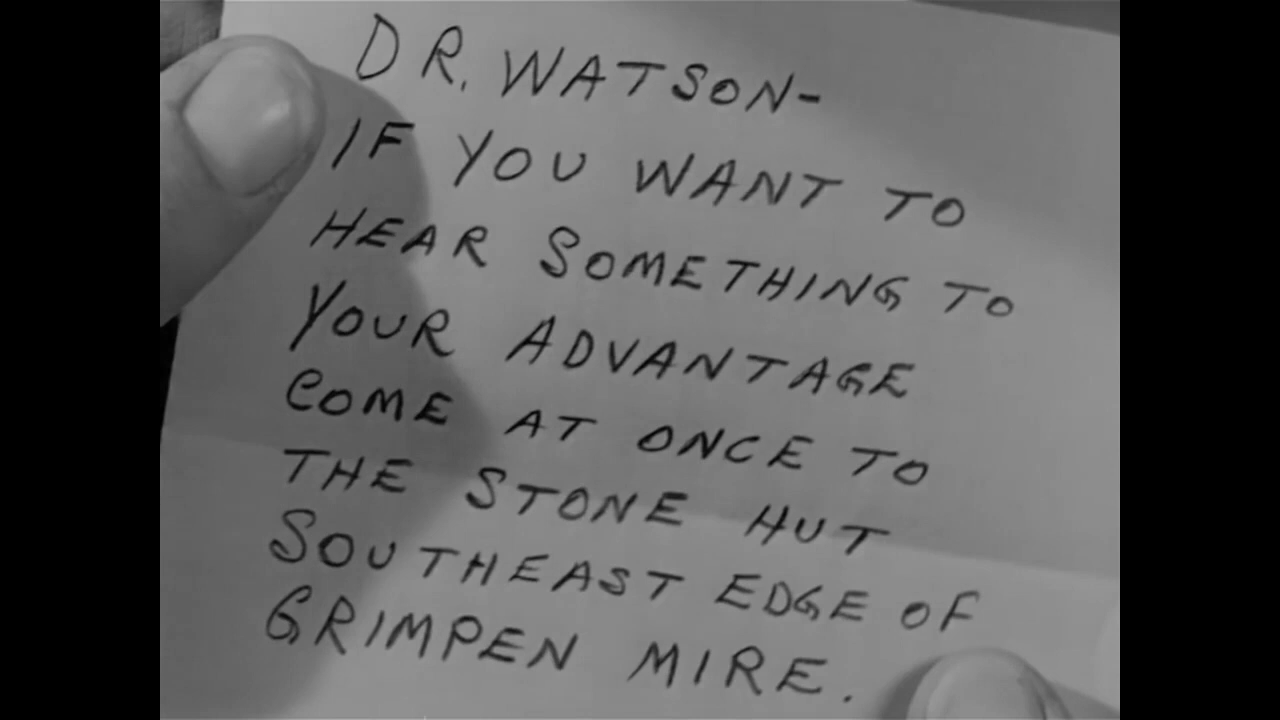 DR. WATSON-
IF YOU WANT TO
HEAR SOMETHING TO
YOUR ADVANTAGE
COME AT ONCE TO
THE STONE HUT
SOUTHEAST EDGE OF
GRIMPEN MIRE.